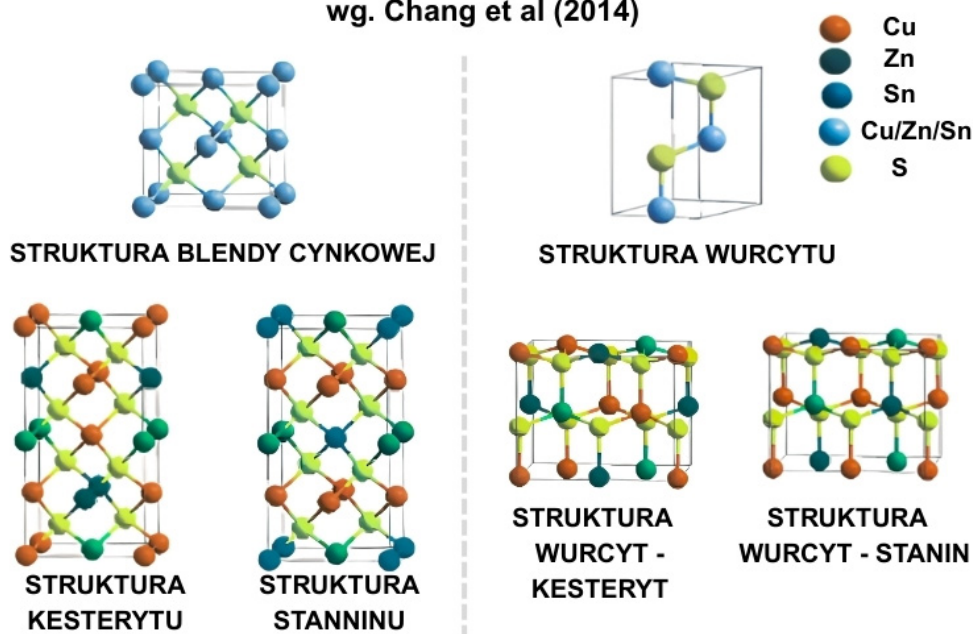 wg. Chang et al (2014)
Cu
Zn
Sn
Cu/Zn/Sn
S
STRUKTURA BLENDY CYNKOWEJ
STRUKTURA WURCYTU
STRUKTURA
KESTERYTU
STRUKTURA
STANNINU
STRUKTURA
WURCYT -
KESTERYT
STRUKTURA
WURCYT - STANIN